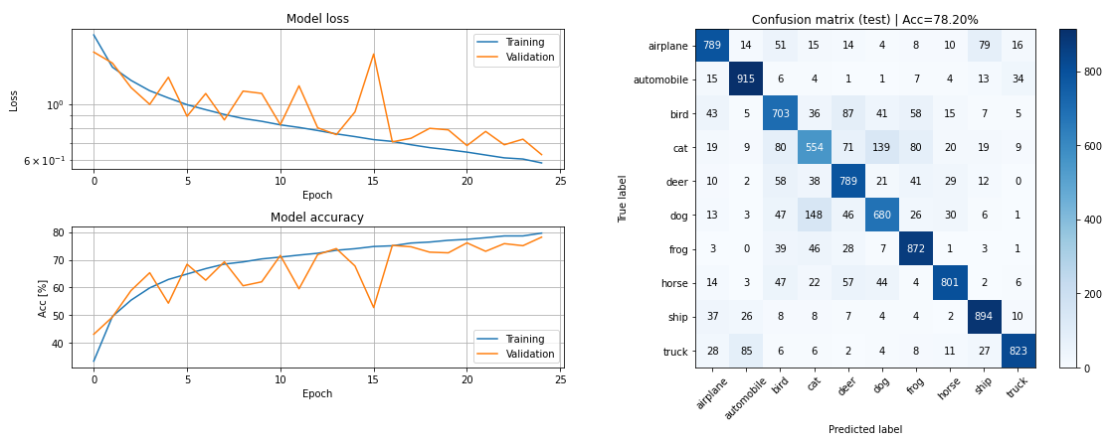 Model loss
Loss
10⁰
6 × 10⁻¹
Training
Validation
0 5 10 15 20 25
Epoch
Model accuracy
Acc [%]
80
70
60
50
40
Training
Validation
0 5 10 15 20 25
Epoch
Confusion matrix (test) | Acc=78.20%
True label
airplane 789 14 51 15 14 4 8 10 79 16
automobile 15 915 6 4 1 1 7 4 13 34
bird 43 5 703 36 87 41 58 15 7 5
cat 19 9 80 554 71 139 80 20 19 9
deer 10 2 58 38 789 21 41 29 12 0
dog 13 3 47 148 46 680 26 30 6 1
frog 3 0 39 46 28 7 872 1 3 1
horse 14 3 47 22 57 44 4 801 2 6
ship 37 26 8 8 7 4 4 2 894 10
truck 28 85 6 6 2 4 8 11 27 823
airplane automobile bird cat deer dog frog horse ship truck
Predicted label
800
600
400
200
0